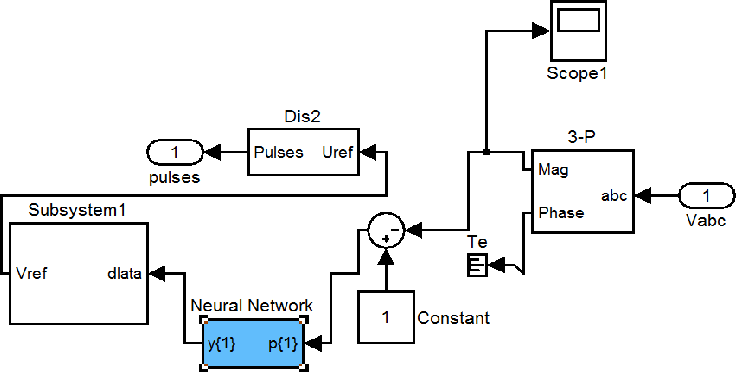 Scope1
Dis2
Pulses Uref
1
pulses
3-P
Mag
abc
Phase
1
Vabc
Subsystem1
Vref dlata
Te
Neural Network
y{1} p{1}
1
Constant